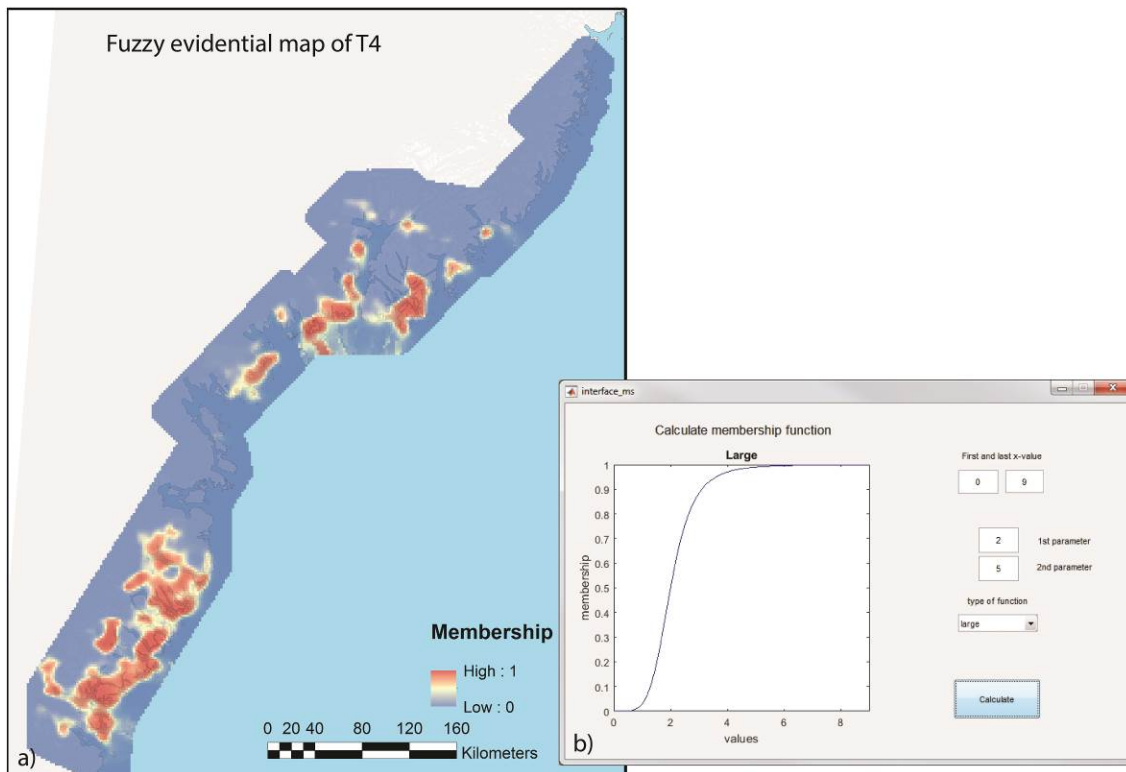 Fuzzy evidential map of T4
Membership
High : 1
Low : 0
0 20 40 80 120 160
Kilometers
a)
interface_ms
Calculate membership function
Large
1
0.9
0.8
0.7
0.6
0.5
0.4
0.3
0.2
0.1
0
membership
0 2 4 6 8
values
First and last x-value
0 9
2 1st parameter
5 2nd parameter
type of function
large
Calculate
b)